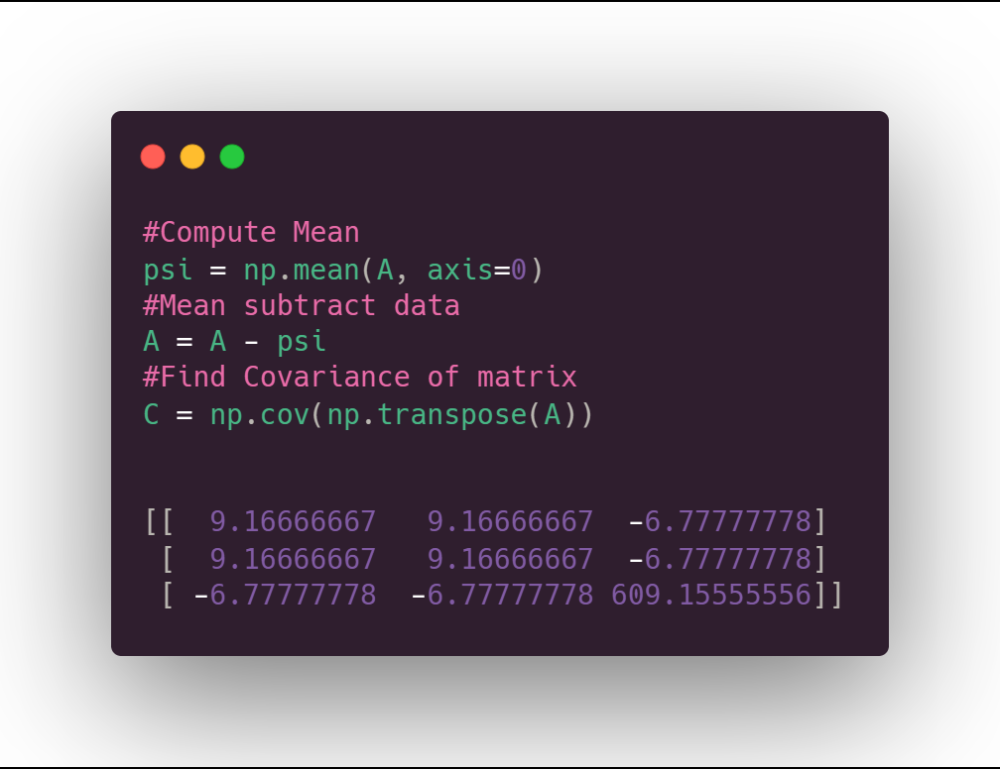 #Compute Mean
psi = np.mean(A, axis=0)
#Mean subtract data
A = A - psi
#Find Covariance of matrix
C = np.cov(np.transpose(A))
[[  9.16666667   9.16666667  -6.77777778]
 [  9.16666667   9.16666667  -6.77777778]
 [ -6.77777778  -6.77777778 609.15555556]]